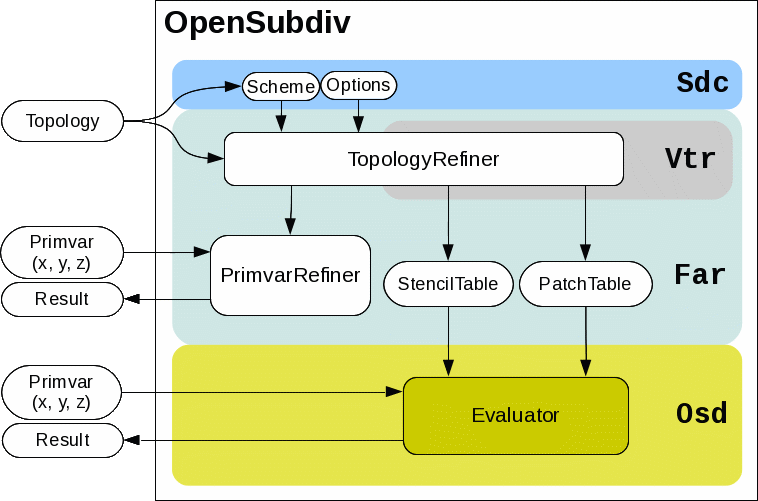 OpenSubdiv
Sdc
Scheme
Options
Topology
TopologyRefiner
Vtr
Primvar
(x, y, z)
Result
PrimvarRefiner
StencilTable
PatchTable
Far
Primvar
(x, y, z)
Result
Evaluator
Osd